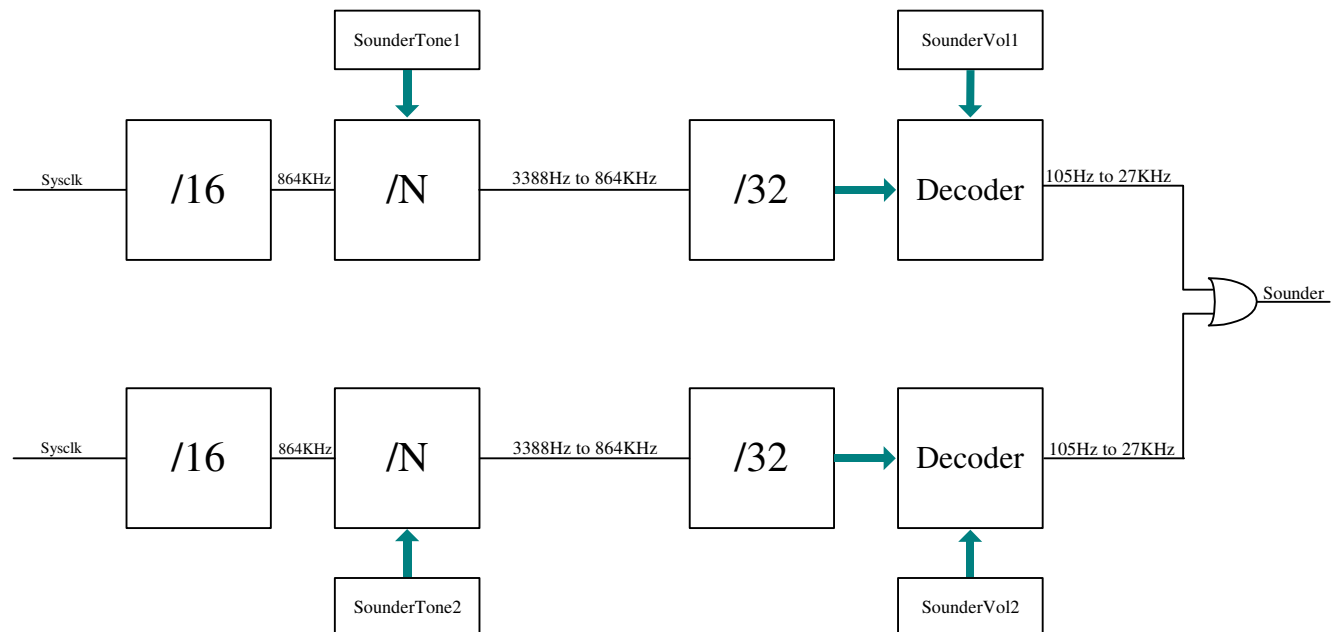 SounderTone1
SounderVol1
Sysclk
/16
864KHz
/N
3388Hz to 864KHz
/32
Decoder
105Hz to 27KHz
Sounder
Sysclk
/16
864KHz
/N
3388Hz to 864KHz
/32
Decoder
105Hz to 27KHz
SounderTone2
SounderVol2